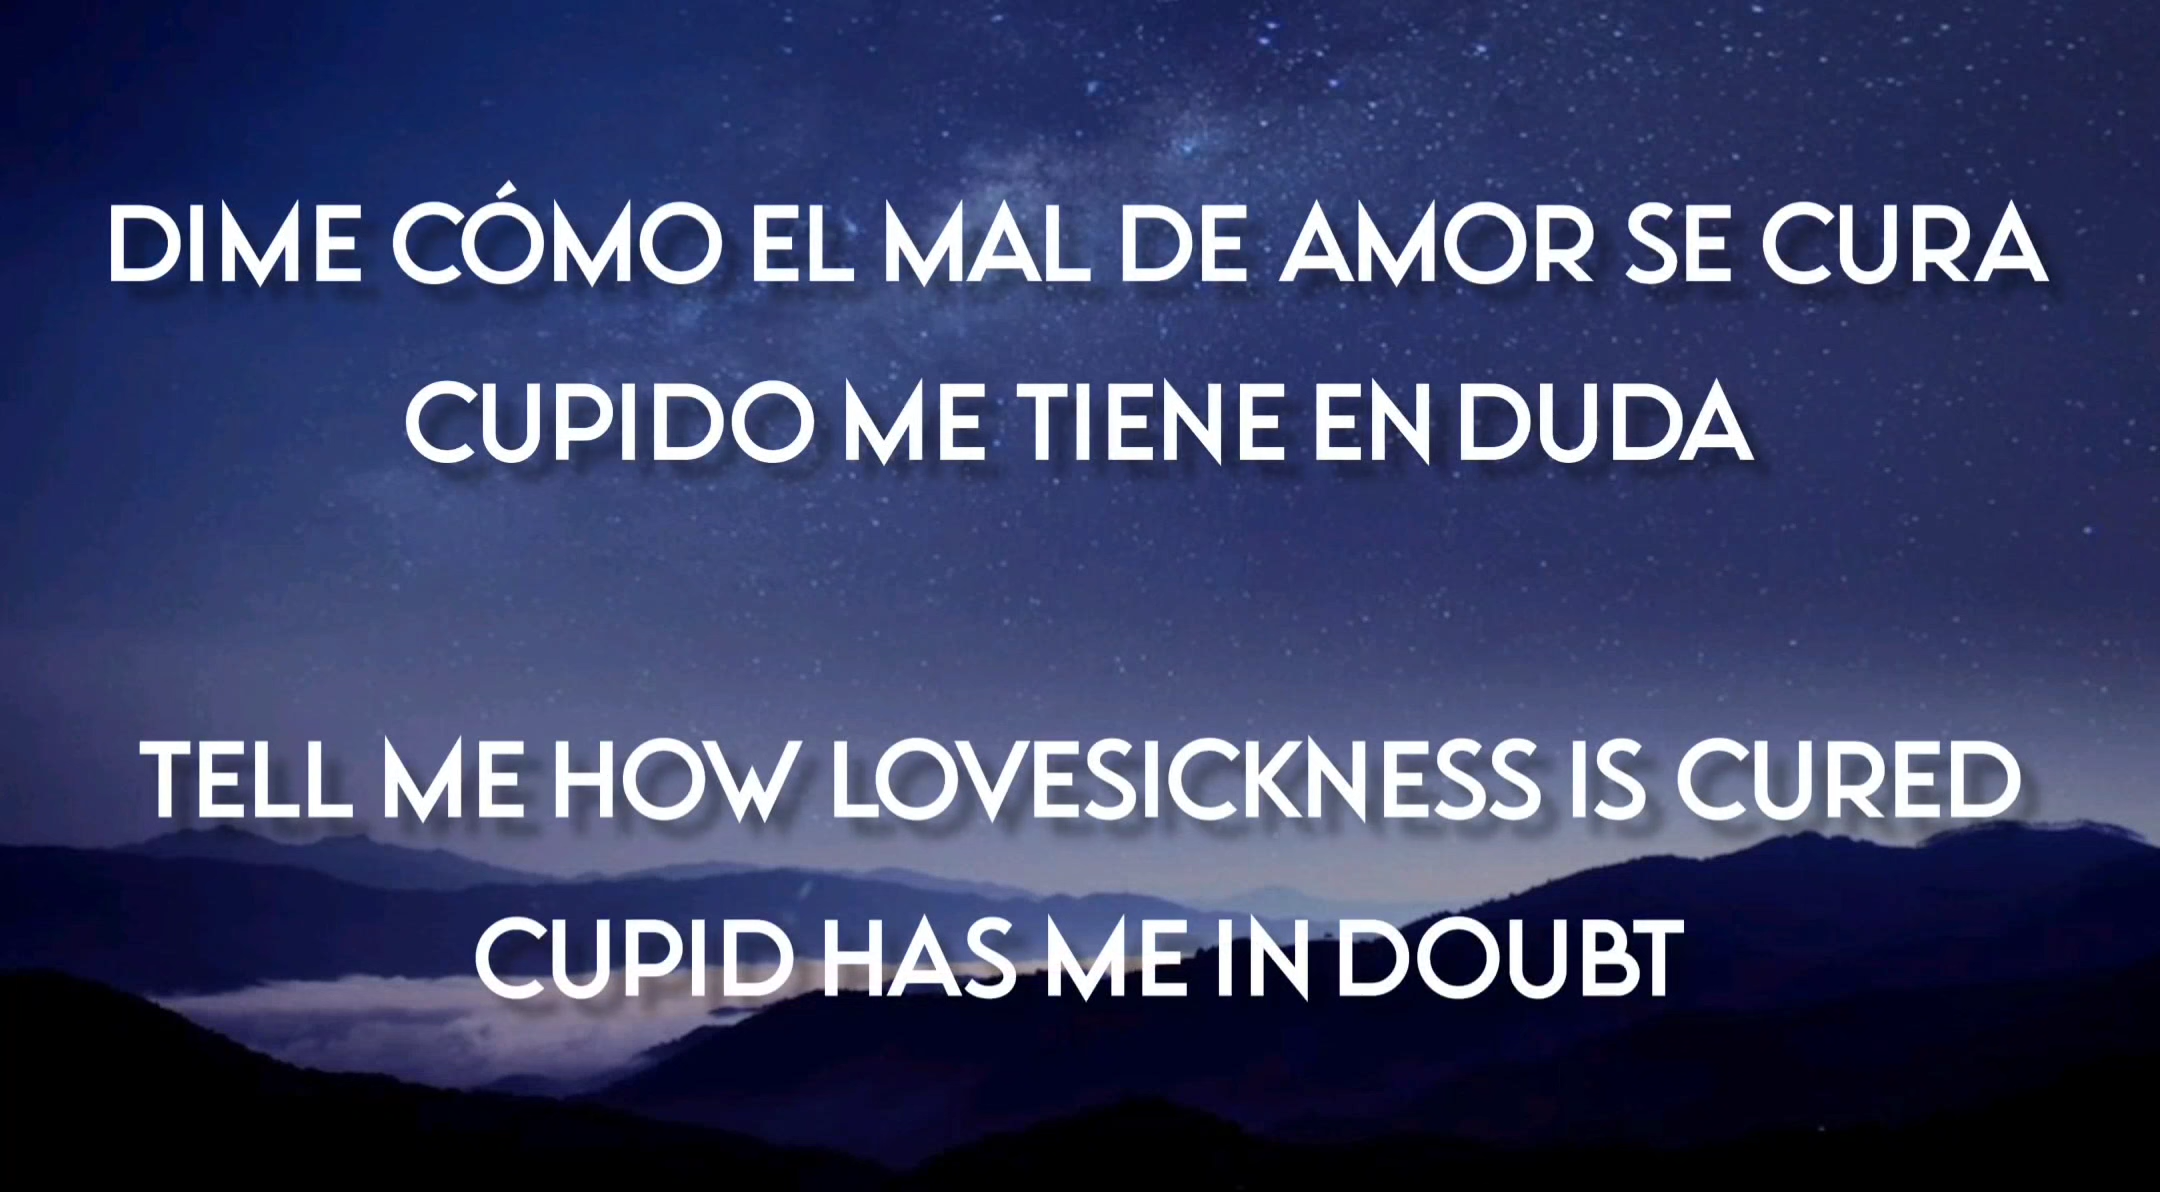 DIME CÓMO EL MAL DE AMOR SE CURA
CUPIDO ME TIENE EN DUDA
TELL ME HOW LOVESICKNESS IS CURED
CUPID HAS ME IN DOUBT